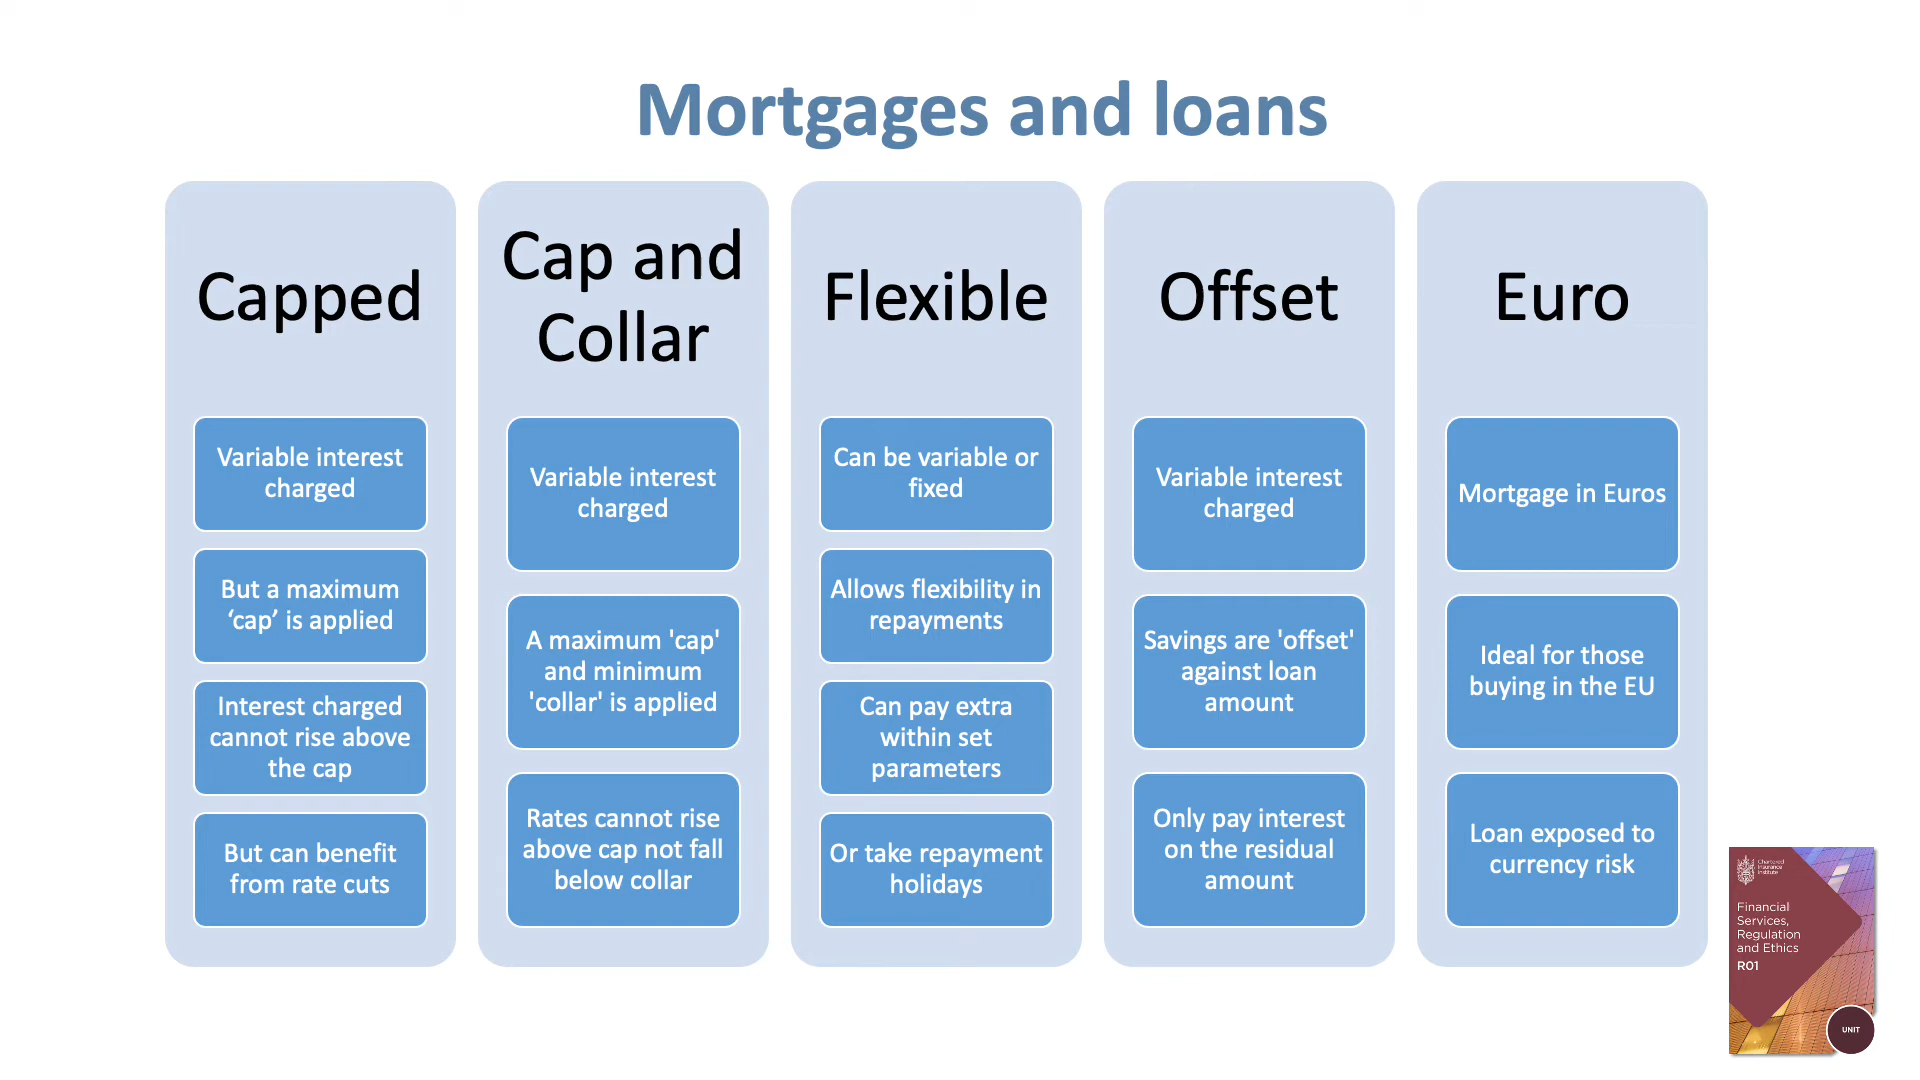 Mortgages and loans
Capped
Variable interest
charged
But a maximum
‘cap’ is applied
Interest charged
cannot rise above
the cap
But can benefit
from rate cuts
Cap and
Collar
Variable interest
charged
A maximum 'cap'
and minimum
'collar' is applied
Rates cannot rise
above cap not fall
below collar
Flexible
Can be variable or
fixed
Allows flexibility in
repayments
Can pay extra
within set
parameters
Or take repayment
holidays
Offset
Variable interest
charged
Savings are 'offset'
against loan
amount
Only pay interest
on the residual
amount
Euro
Mortgage in Euros
Ideal for those
buying in the EU
Loan exposed to
currency risk
Chartered
Insurance
Institute
Financial
Services,
Regulation
and Ethics
R01
UNIT